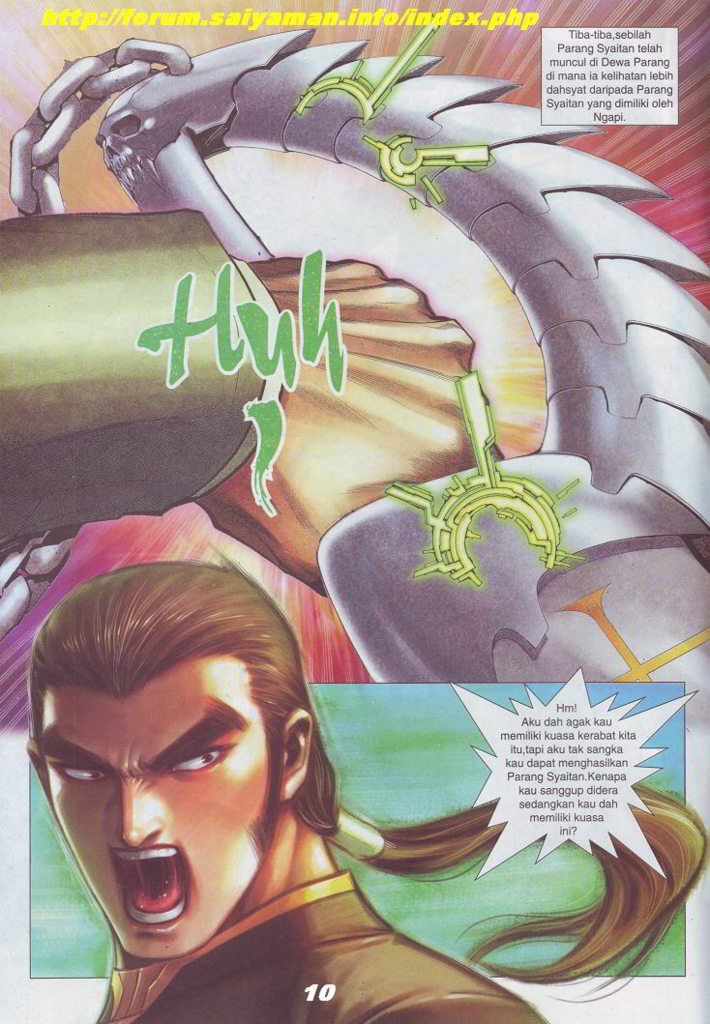 http://forum.saiyaman.info/index.php
Tiba-tiba,sebilah
Parang Syaitan telah
muncul di Dewa Parang
di mana ia kelihatan lebih
dahsyat daripada Parang
Syaitan yang dimiliki oleh
Ngapi.
Hyh
Hm!
Aku dah agak kau
memiliki kuasa kerabat kita
itu,tapi aku tak sangka
kau dapat menghasilkan
Parang Syaitan.Kenapa
kau sanggup didera
sedangkan kau dah
memiliki kuasa
ini?
10